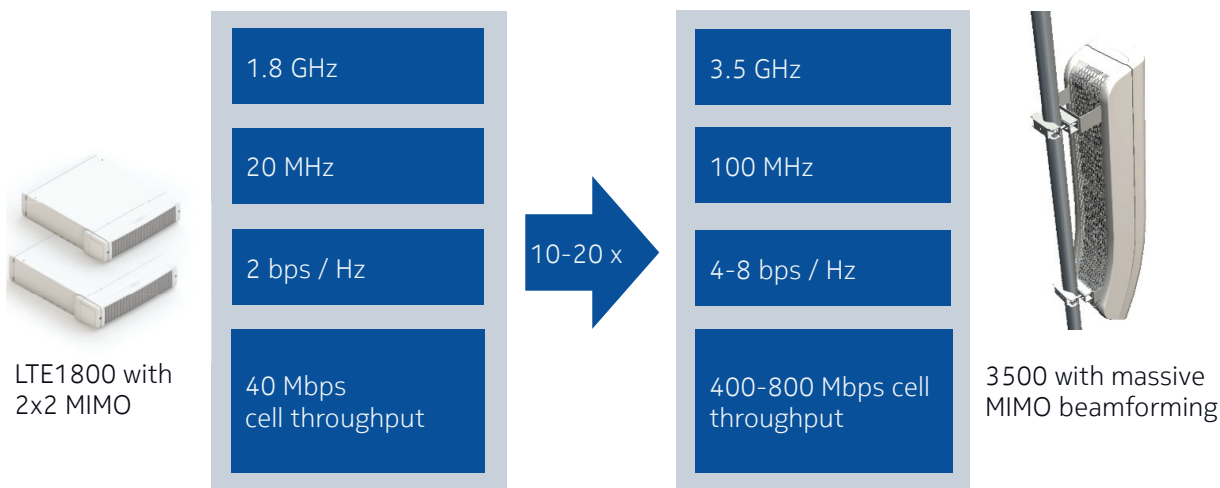 LTE1800 with
2x2 MIMO
1.8 GHz
20 MHz
2 bps / Hz
40 Mbps
cell throughput
10-20 x
3.5 GHz
100 MHz
4-8 bps / Hz
400-800 Mbps cell
throughput
3500 with massive
MIMO beamforming